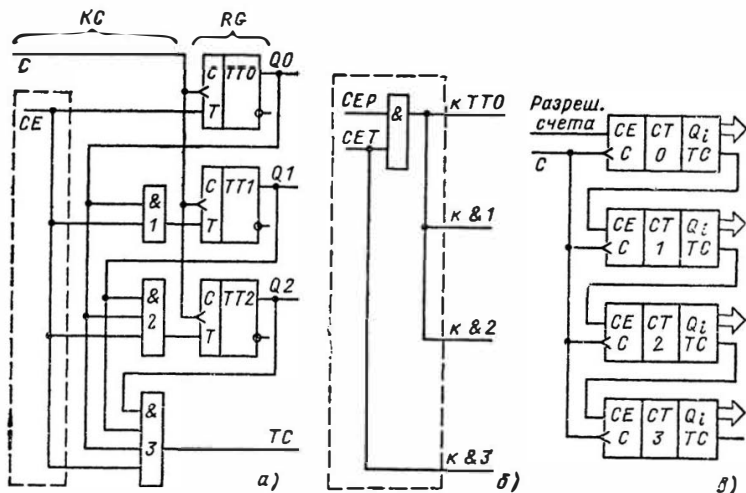 КС RG
C
CE
C TT0 Q0
T
&
1
C TT1 Q1
T
&
2
C TT2 Q2
T
&
3
TC
а)
CEP & к TT0
CET
к &1
к &2
к &3
б)
Разреш.
счета
C
CE CT Qi
C 0 TC
CE CT Qi
C 1 TC
CE CT Qi
C 2 TC
CE CT Qi
C 3 TC
в)